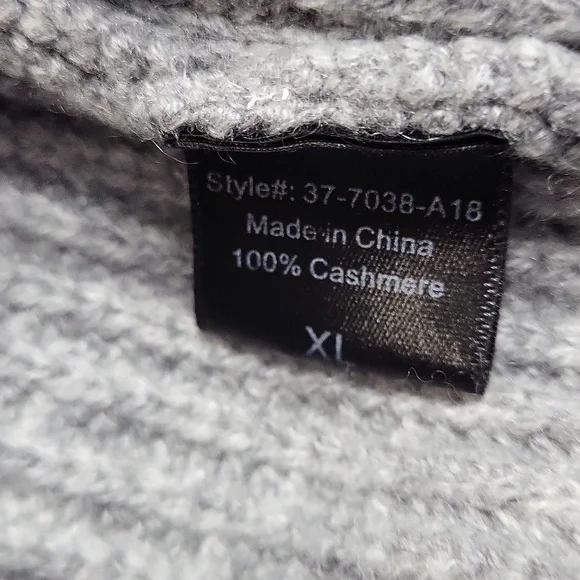 Style#: 37-7038-A18
Made in China
100% Cashmere
XL